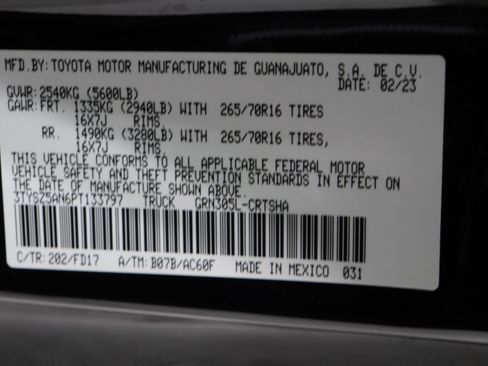 MFD.BY: TOYOTA MOTOR MANUFACTURING DE GUANAJUATO, S.A. DE C.V.
DATE: 02/23
GVWR: 2540KG (5600LB)
GAWR: FRT. 1335KG (2940LB) WITH 265/70R16 TIRES
16X7J RIMS,
RR. 1490KG (3280LB) WITH 265/70R16 TIRES,
16X7J RIMS.
THIS VEHICLE CONFORMS TO ALL APPLICABLE FEDERAL MOTOR
VEHICLE SAFETY AND THEFT PREVENTION STANDARDS IN EFFECT ON
THE DATE OF MANUFACTURE SHOWN ABOVE.
3TYSZ5AN6PT133797 TRUCK GRN305L-CRTSHA
C/TR: 202/FD17 A/TM: B07B/AC60F MADE IN MEXICO 031